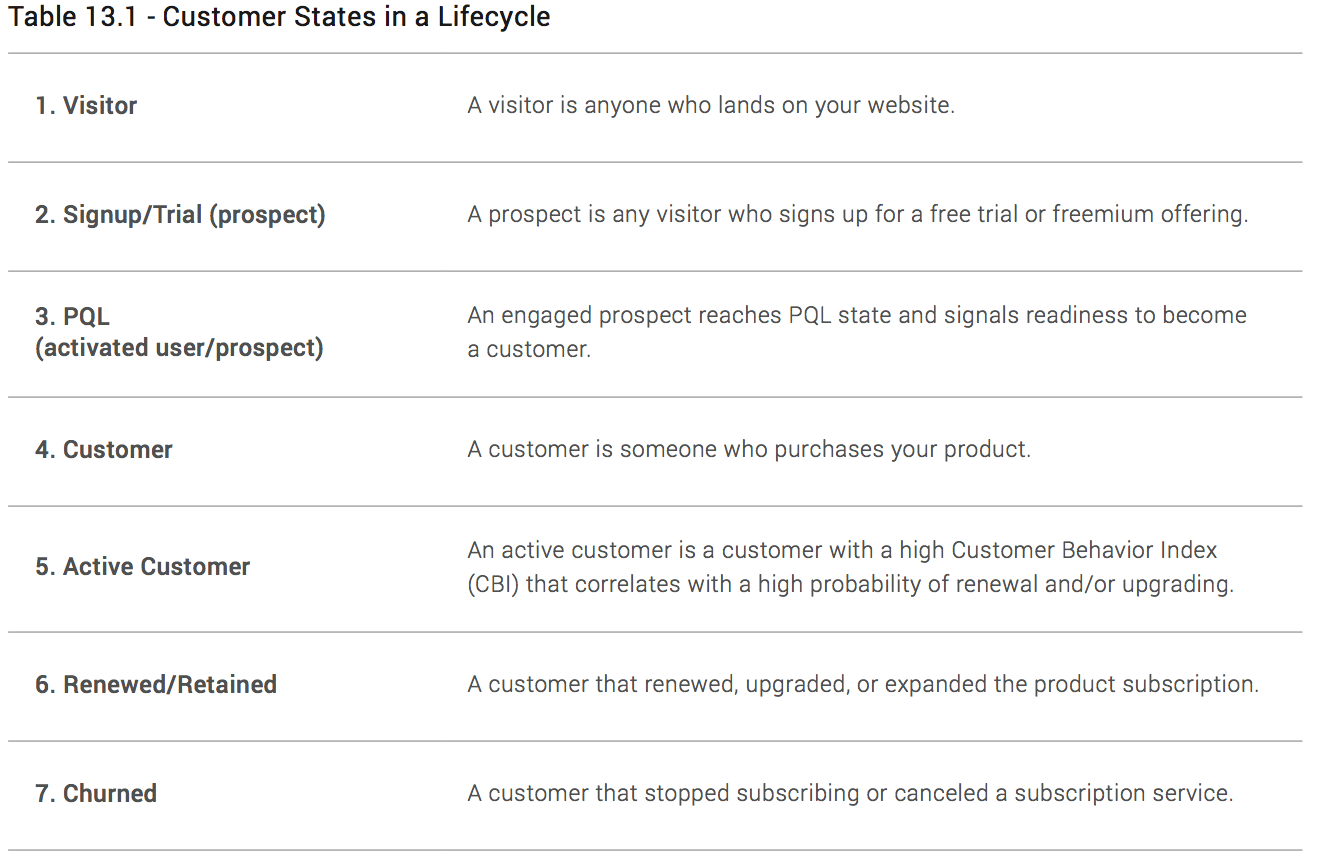 Table 13.1 - Customer States in a Lifecycle
1. Visitor
A visitor is anyone who lands on your website.
2. Signup/Trial (prospect)
A prospect is any visitor who signs up for a free trial or freemium offering.
3. PQL
(activated user/prospect)
An engaged prospect reaches PQL state and signals readiness to become
a customer.
4. Customer
A customer is someone who purchases your product.
5. Active Customer
An active customer is a customer with a high Customer Behavior Index
(CBI) that correlates with a high probability of renewal and/or upgrading.
6. Renewed/Retained
A customer that renewed, upgraded, or expanded the product subscription.
7. Churned
A customer that stopped subscribing or canceled a subscription service.